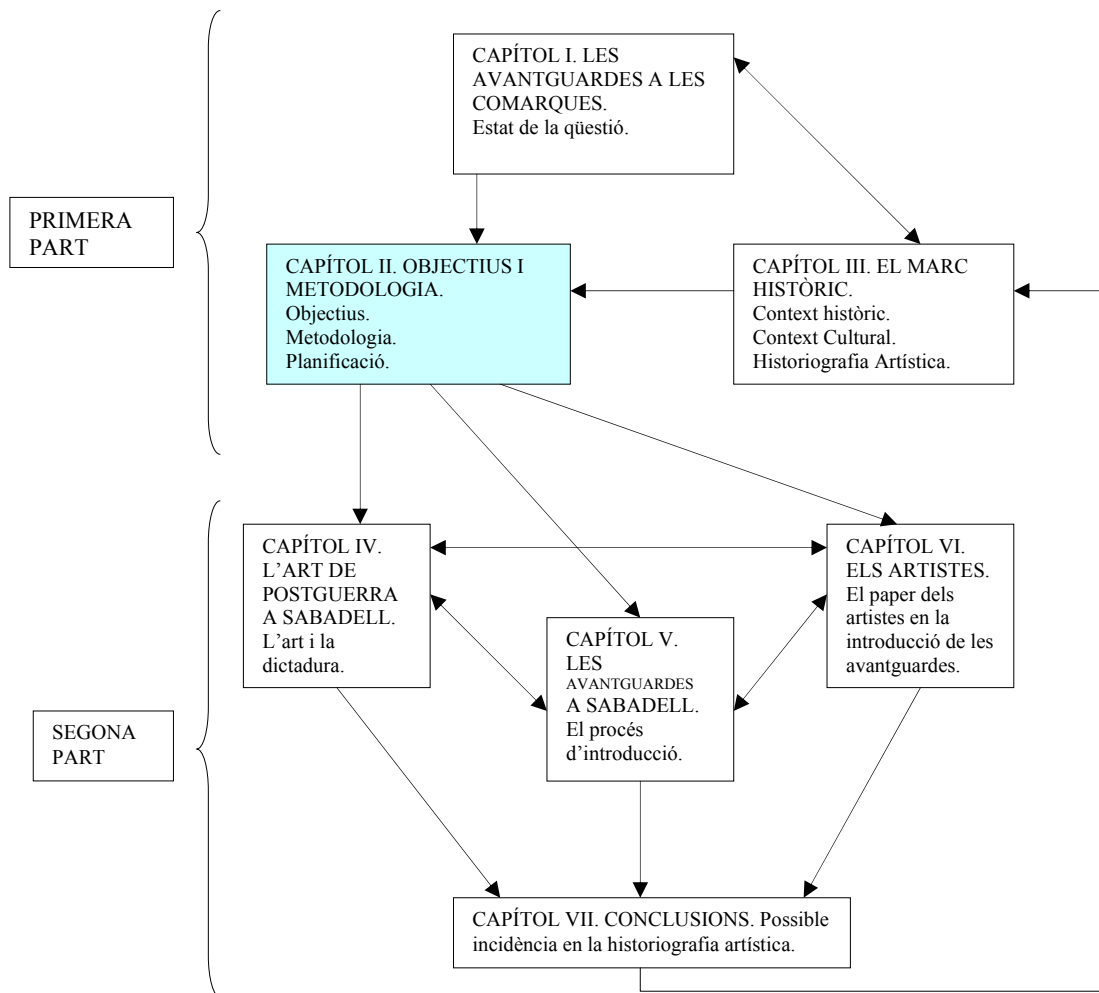 CAPÍTOL I. LES
AVANTGUARDES A LES
COMARQUES.
Estat de la qüestió.
PRIMERA
PART
CAPÍTOL II. OBJECTIUS I
METODOLOGIA.
Objectius.
Metodologia.
Planificació.
CAPÍTOL III. EL MARC
HISTÒRIC.
Context històric.
Context Cultural.
Historiografia Artística.
CAPÍTOL IV.
L'ART DE
POSTGUERRA
A SABADELL.
L'art i la
dictadura.
CAPÍTOL V.
LES
AVANTGUARDES
A SABADELL.
El procés
d'introducció.
CAPÍTOL VI.
ELS ARTISTES.
El paper dels
artistes en la
introducció de les
avantguardes.
SEGONA
PART
CAPÍTOL VII. CONCLUSIONS. Possible
incidència en la historiografia artística.